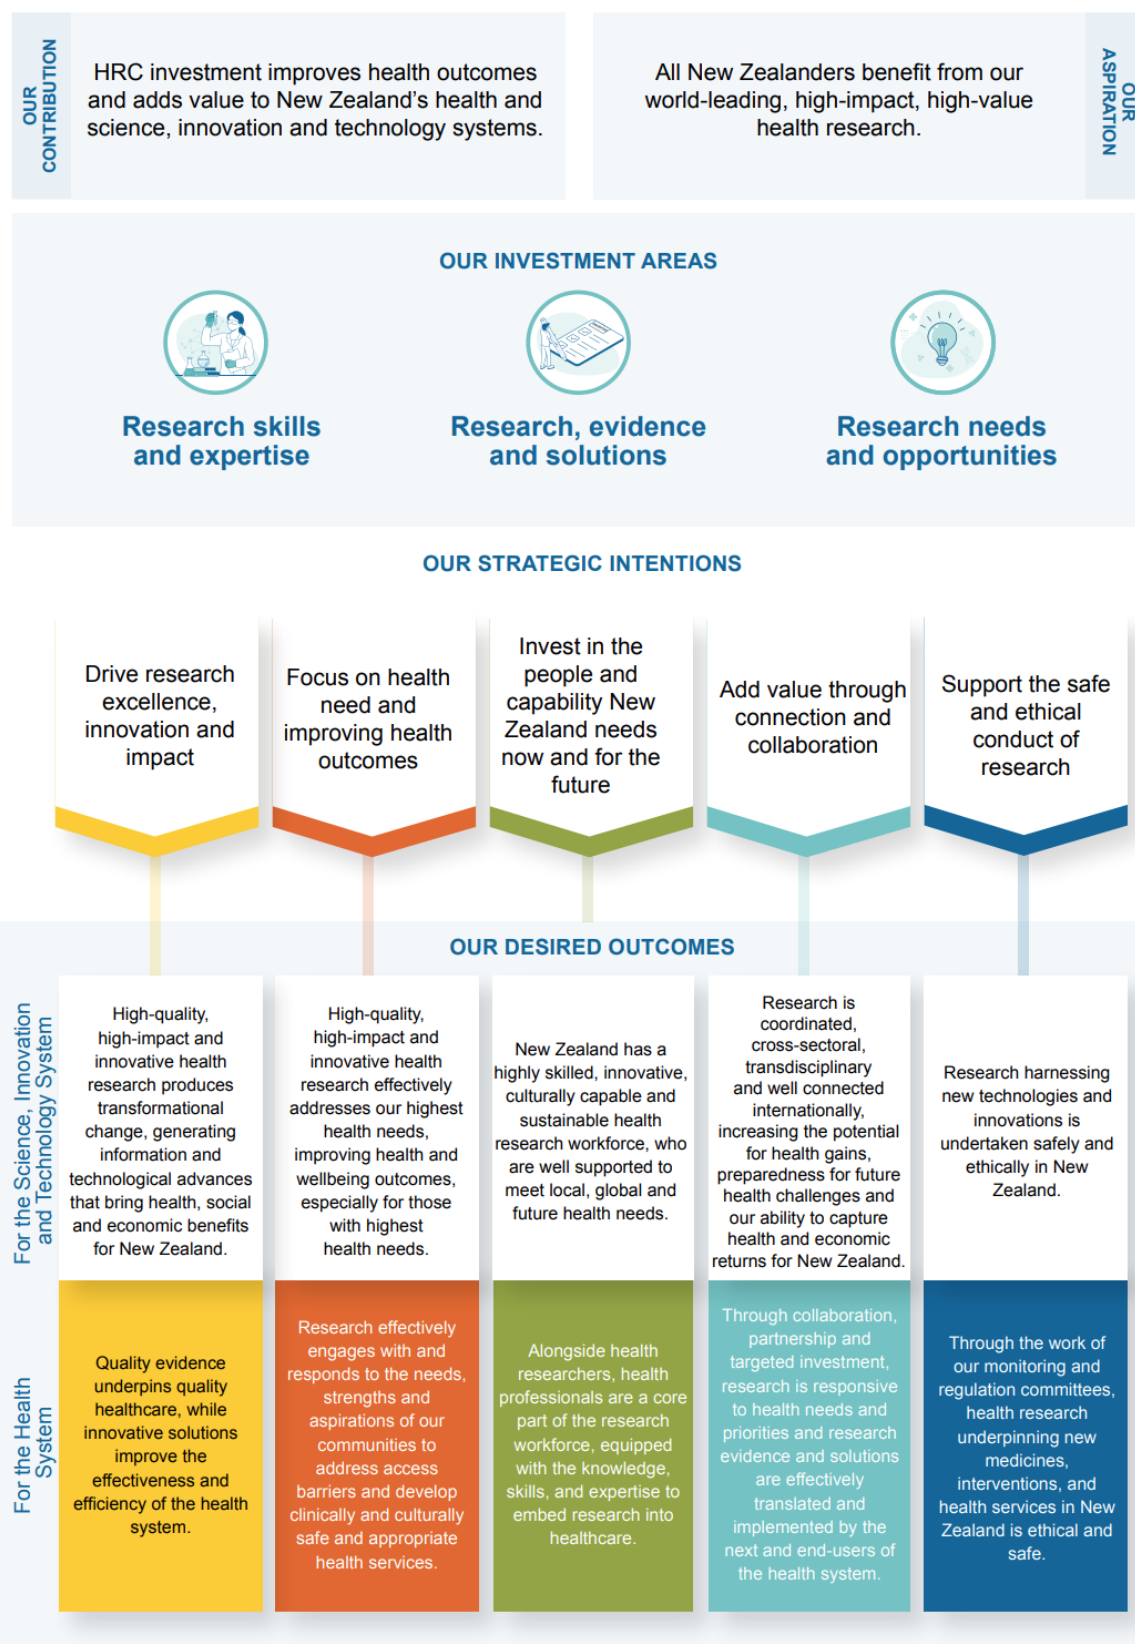 OUR
CONTRIBUTION
HRC investment improves health outcomes
and adds value to New Zealand’s health and
science, innovation and technology systems.
All New Zealanders benefit from our
world-leading, high-impact, high-value
health research.
OUR
ASPIRATION
OUR INVESTMENT AREAS
Research skills
and expertise
Research, evidence
and solutions
Research needs
and opportunities
OUR STRATEGIC INTENTIONS
Drive research
excellence,
innovation and
impact
Focus on health
need and
improving health
outcomes
Invest in the
people and
capability New
Zealand needs
now and for the
future
Add value through
connection and
collaboration
Support the safe
and ethical
conduct of
research
OUR DESIRED OUTCOMES
For the Science, Innovation
and Technology System
High-quality,
high-impact and
innovative health
research produces
transformational
change, generating
information and
technological advances
that bring health, social
and economic benefits
for New Zealand.
High-quality,
high-impact and
innovative health
research effectively
addresses our highest
health needs,
improving health and
wellbeing outcomes,
especially for those
with highest
health needs.
New Zealand has a
highly skilled, innovative,
culturally capable and
sustainable health
research workforce, who
are well supported to
meet local, global and
future health needs.
Research is
coordinated,
cross-sectoral,
transdisciplinary
and well connected
internationally,
increasing the potential
for health gains,
preparedness for future
health challenges and
our ability to capture
health and economic
returns for New Zealand.
Research harnessing
new technologies and
innovations is
undertaken safely and
ethically in New
Zealand.
For the Health
System
Quality evidence
underpins quality
healthcare, while
innovative solutions
improve the
effectiveness and
efficiency of the health
system.
Research effectively
engages with and
responds to the needs,
strengths and
aspirations of our
communities to
address access
barriers and develop
clinically and culturally
safe and appropriate
health services.
Alongside health
researchers, health
professionals are a core
part of the research
workforce, equipped
with the knowledge,
skills, and expertise to
embed research into
healthcare.
Through collaboration,
partnership and
targeted investment,
research is responsive
to health needs and
priorities and research
evidence and solutions
are effectively
translated and
implemented by the
next and end-users of
the health system.
Through the work of
our monitoring and
regulation committees,
health research
underpinning new
medicines,
interventions, and
health services in New
Zealand is ethical and
safe.